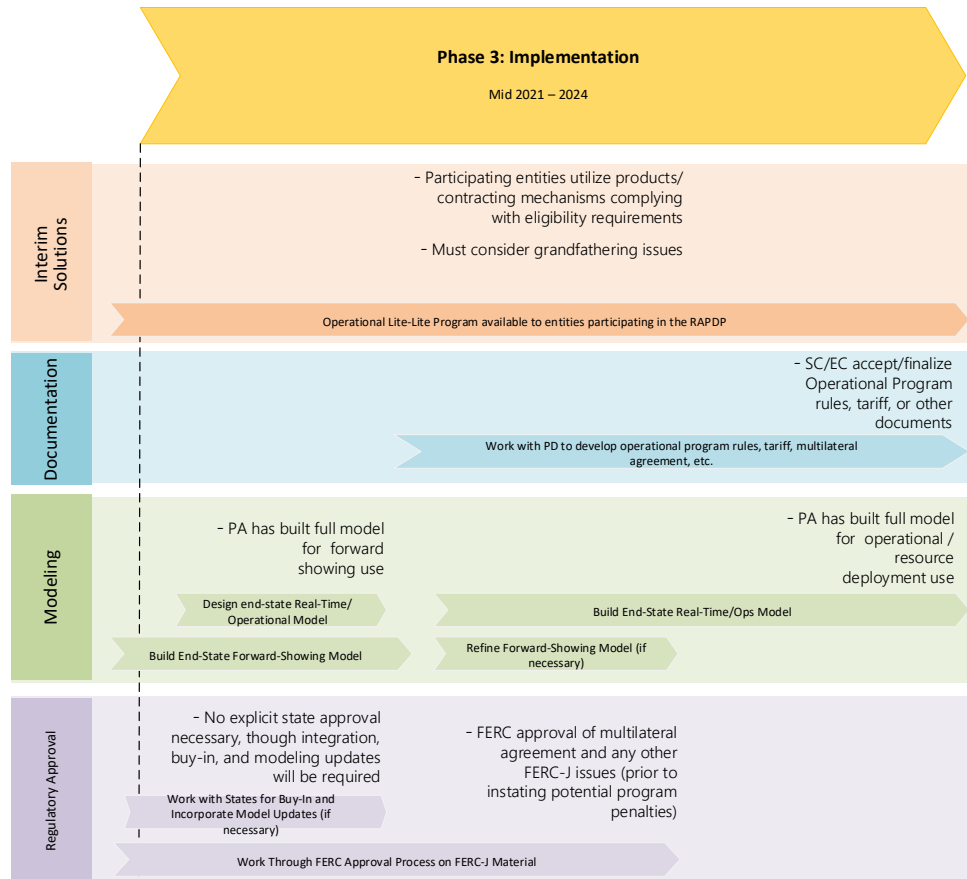 Phase 3: Implementation
Mid 2021 – 2024
Interim
Solutions
- Participating entities utilize products/
contracting mechanisms complying
with eligibility requirements
- Must consider grandfathering issues
Operational Lite-Lite Program available to entities participating in the RAPDP
Documentation
- SC/EC accept/finalize
Operational Program
rules, tariff, or other
documents
Work with PD to develop operational program rules, tariff, multilateral
agreement, etc.
Modeling
- PA has built full model
for forward
showing use
- PA has built full model
for operational /
resource
deployment use
Design end-state Real-Time/
Operational Model
Build End-State Real-Time/Ops Model
Build End-State Forward-Showing Model
Refine Forward-Showing Model (if
necessary)
Regulatory Approval
- No explicit state approval
necessary, though integration,
buy-in, and modeling updates
will be required
- FERC approval of multilateral
agreement and any other
FERC-J issues (prior to
instating potential program
penalties)
Work with States for Buy-In and
Incorporate Model Updates (if
necessary)
Work Through FERC Approval Process on FERC-J Material